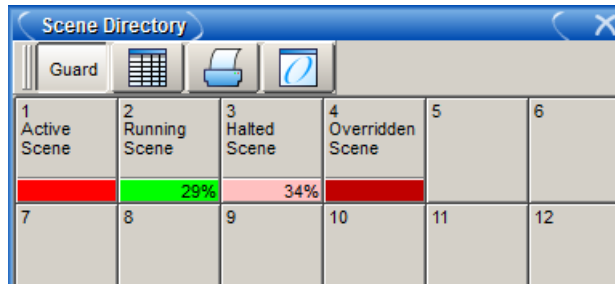 Scene Directory
Guard
1
Active
Scene
2
Running
Scene
29%
3
Halted
Scene
34%
4
Overridden
Scene
5
6
7
8
9
10
11
12